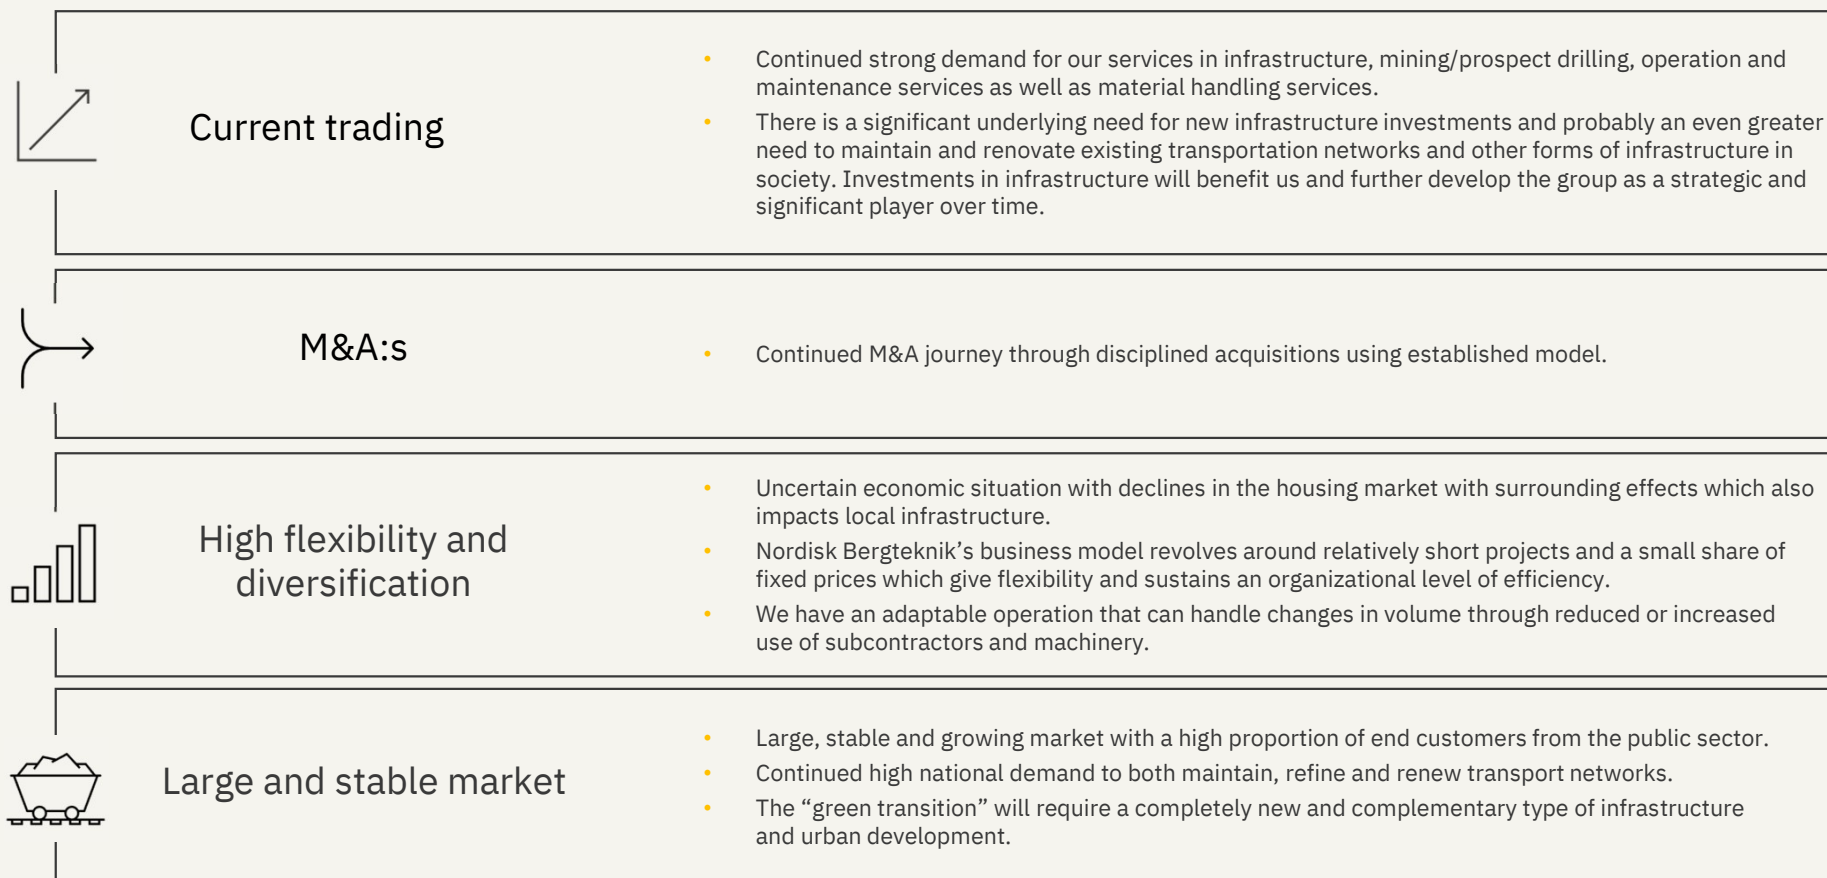 Current trading
• Continued strong demand for our services in infrastructure, mining/prospect drilling, operation and
maintenance services as well as material handling services.
• There is a significant underlying need for new infrastructure investments and probably an even greater
need to maintain and renovate existing transportation networks and other forms of infrastructure in
society. Investments in infrastructure will benefit us and further develop the group as a strategic and
significant player over time.
M&A:s
• Continued M&A journey through disciplined acquisitions using established model.
High flexibility and
diversification
• Uncertain economic situation with declines in the housing market with surrounding effects which also
impacts local infrastructure.
• Nordisk Bergteknik’s business model revolves around relatively short projects and a small share of
fixed prices which give flexibility and sustains an organizational level of efficiency.
• We have an adaptable operation that can handle changes in volume through reduced or increased
use of subcontractors and machinery.
Large and stable market
• Large, stable and growing market with a high proportion of end customers from the public sector.
• Continued high national demand to both maintain, refine and renew transport networks.
• The “green transition” will require a completely new and complementary type of infrastructure
and urban development.